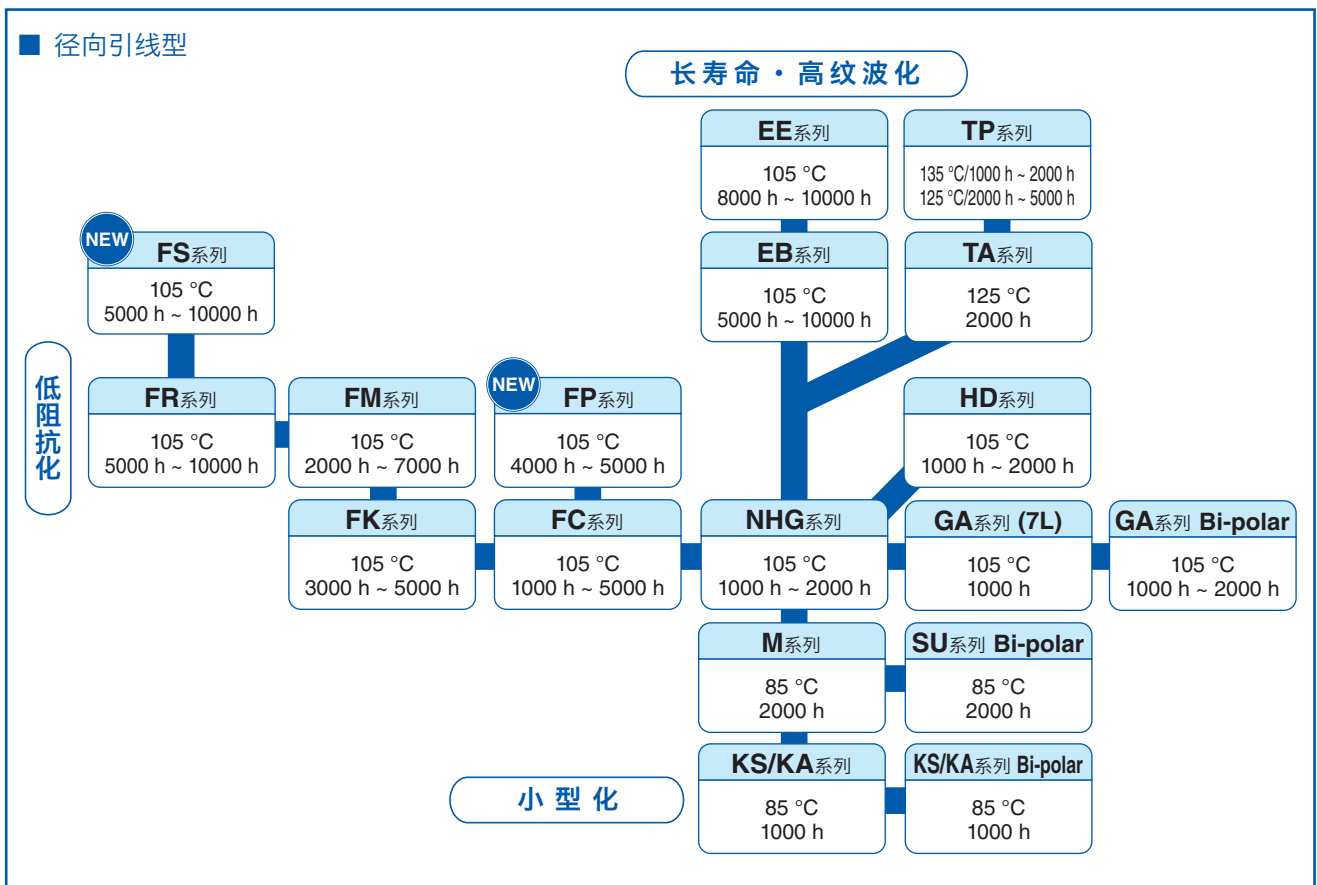 ■ 径向引线型
长寿命·高纹波化
EE系列
105 °C
8000 h ~ 10000 h
TP系列
135 °C/1000 h ~ 2000 h
125 °C/2000 h ~ 5000 h
NEW
FS系列
105 °C
5000 h ~ 10000 h
EB系列
105 °C
5000 h ~ 10000 h
TA系列
125 °C
2000 h
低阻抗化
FR系列
105 °C
5000 h ~ 10000 h
FM系列
105 °C
2000 h ~ 7000 h
NEW
FP系列
105 °C
4000 h ~ 5000 h
HD系列
105 °C
1000 h ~ 2000 h
FK系列
105 °C
3000 h ~ 5000 h
FC系列
105 °C
1000 h ~ 5000 h
NHG系列
105 °C
1000 h ~ 2000 h
GA系列 (7L)
105 °C
1000 h
GA系列 Bi-polar
105 °C
1000 h ~ 2000 h
M系列
85 °C
2000 h
SU系列 Bi-polar
85 °C
2000 h
小型化
KS/KA系列
85 °C
1000 h
KS/KA系列 Bi-polar
85 °C
1000 h